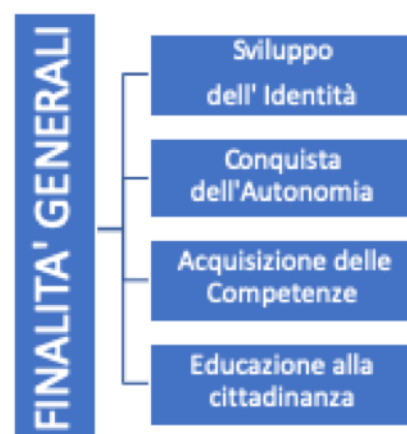 FINALITA' GENERALI
Sviluppo
dell' Identità
Conquista
dell'Autonomia
Acquisizione delle
Competenze
Educazione alla
cittadinanza